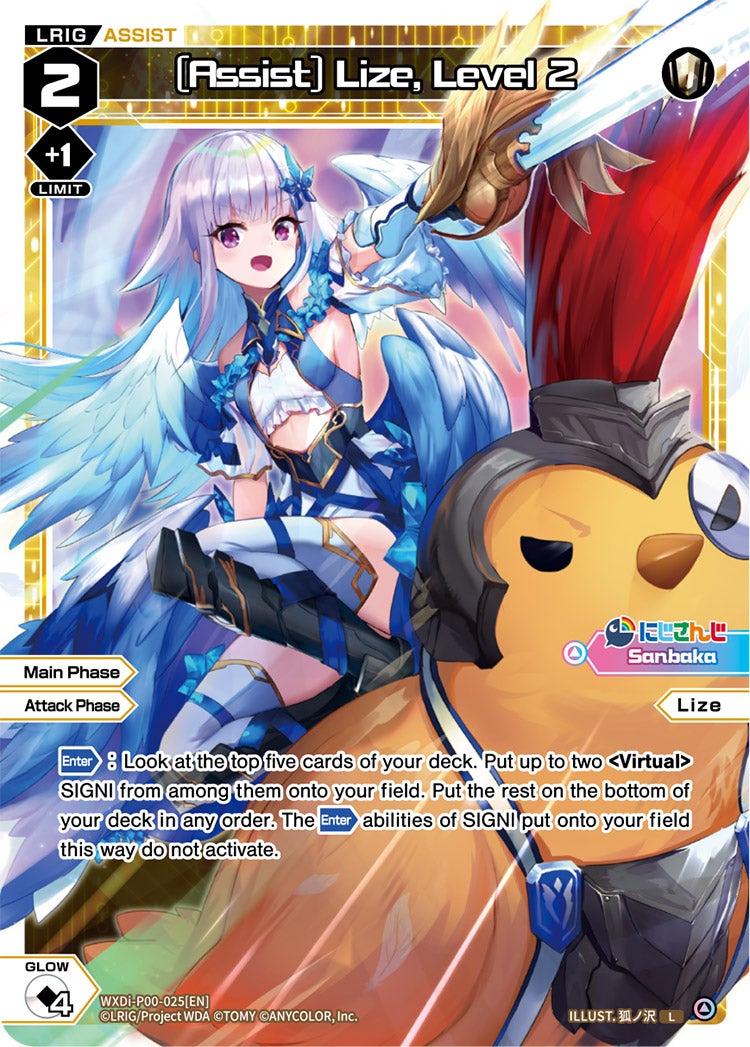 LRIG ASSIST
2
[Assist] Lize, Level 2
+1
LIMIT
にじさんじ
Sanbaka
Main Phase
Attack Phase
Lize
Enter : Look at the top five cards of your deck. Put up to two <Virtual>
SIGNI from among them onto your field. Put the rest on the bottom of
your deck in any order. The Enter abilities of SIGNI put onto your field
this way do not activate.
GLOW
4
WXDi-P00-025[EN]
©LRIG/Project WDA ©TOMY ©ANYCOLOR, Inc.
ILLUST. 狐ノ沢 L